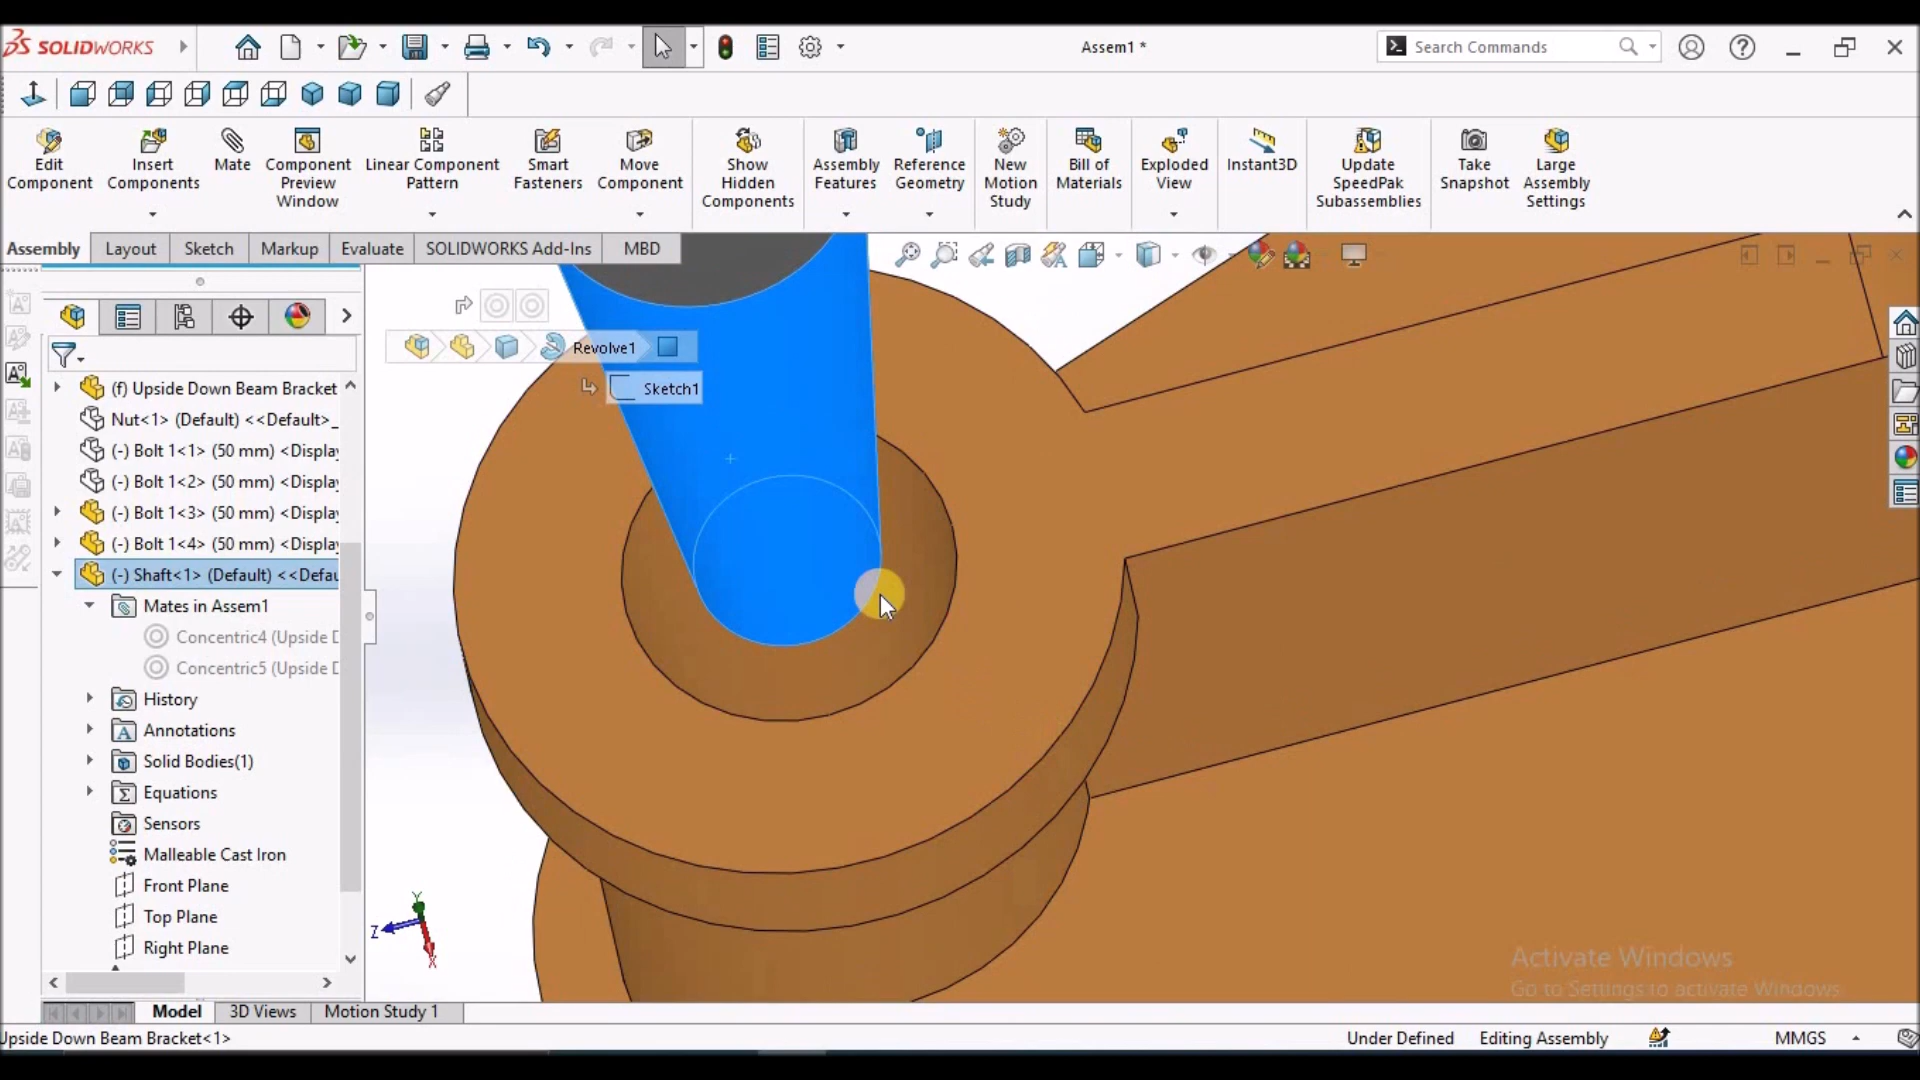 SOLIDWORKS
Assem1 *
Search Commands
Edit Component
Insert Components
Mate
Component Preview Window
Linear Component Pattern
Smart Fasteners
Move Component
Show Hidden Components
Assembly Features
Reference Geometry
New Motion Study
Bill of Materials
Exploded View
Instant3D
Update SpeedPak Subassemblies
Take Snapshot
Large Assembly Settings
Assembly
Layout
Sketch
Markup
Evaluate
SOLIDWORKS Add-Ins
MBD
Revolve1
Sketch1
(f) Upside Down Beam Bracket
Nut<1> (Default) <<Default>_
(-) Bolt 1<1> (50 mm) <Display
(-) Bolt 1<2> (50 mm) <Display
(-) Bolt 1<3> (50 mm) <Display
(-) Bolt 1<4> (50 mm) <Display
(-) Shaft<1> (Default) <<Defau
Mates in Assem1
Concentric4 (Upside D
Concentric5 (Upside D
History
Annotations
Solid Bodies(1)
Equations
Sensors
Malleable Cast Iron
Front Plane
Top Plane
Right Plane
Y
Z
X
Activate Windows
Go to Settings to activate Windows.
Model
3D Views
Motion Study 1
Upside Down Beam Bracket<1>
Under Defined
Editing Assembly
MMGS